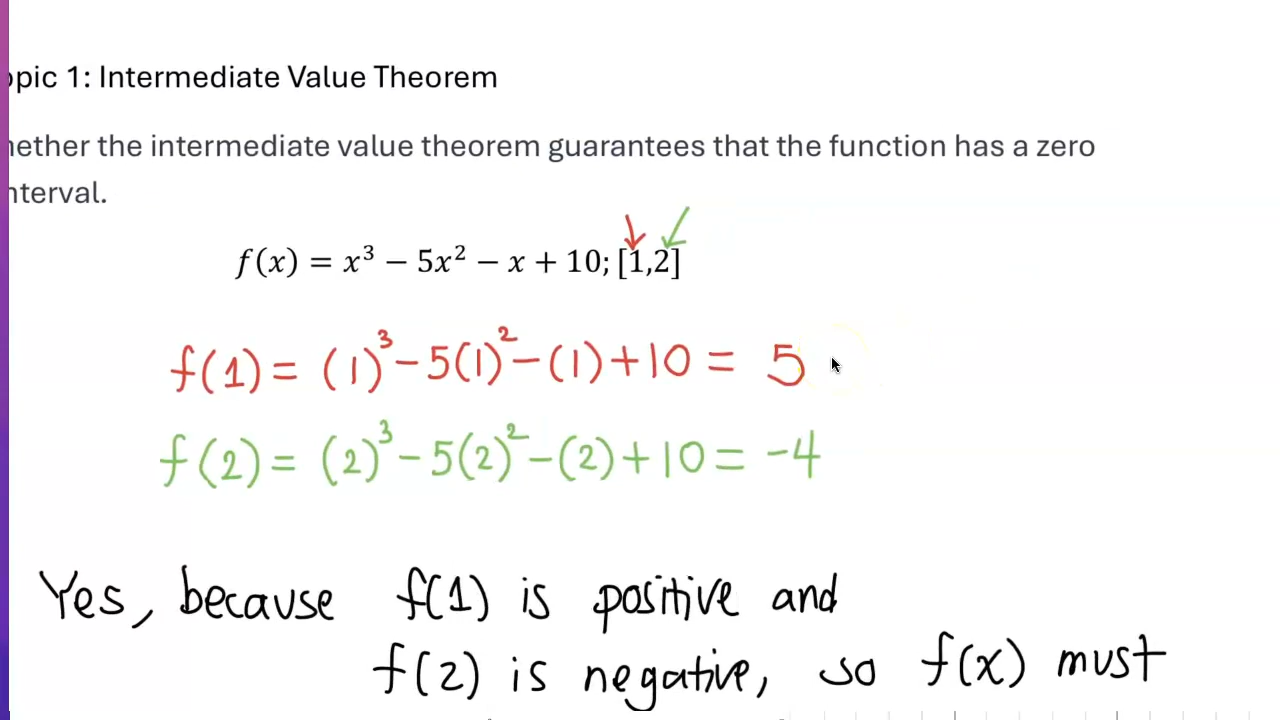 opic 1: Intermediate Value Theorem
hether the intermediate value theorem guarantees that the function has a zero
nterval.
f(x) = x³ − 5x² − x + 10; [1,2]
f(1) = (1)³ − 5(1)² − (1) + 10 = 5
f(2) = (2)³ − 5(2)² − (2) + 10 = −4
Yes, because f(1) is positive and
f(2) is negative, so f(x) must